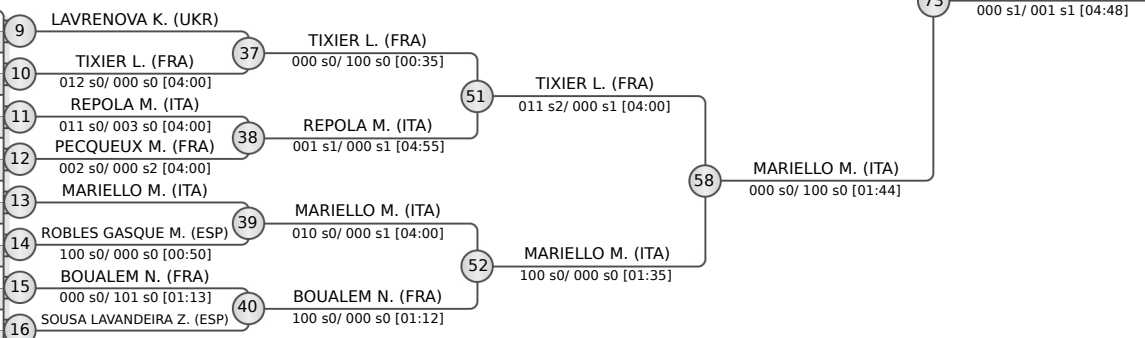 9
LAVRENOVA K. (UKR)
10
TIXIER L. (FRA)
012 s0/ 000 s0 [04:00]
11
REPOLA M. (ITA)
011 s0/ 003 s0 [04:00]
12
PECQUEUX M. (FRA)
002 s0/ 000 s2 [04:00]
13
MARIELLO M. (ITA)
14
ROBLES GASQUE M. (ESP)
100 s0/ 000 s0 [00:50]
15
BOUALEM N. (FRA)
000 s0/ 101 s0 [01:13]
16
SOUSA LAVANDEIRA Z. (ESP)
37
TIXIER L. (FRA)
000 s0/ 100 s0 [00:35]
38
REPOLA M. (ITA)
001 s1/ 000 s1 [04:55]
39
MARIELLO M. (ITA)
010 s0/ 000 s1 [04:00]
40
BOUALEM N. (FRA)
100 s0/ 000 s0 [01:12]
51
TIXIER L. (FRA)
011 s2/ 000 s1 [04:00]
52
MARIELLO M. (ITA)
100 s0/ 000 s0 [01:35]
58
MARIELLO M. (ITA)
000 s0/ 100 s0 [01:44]
73
000 s1/ 001 s1 [04:48]